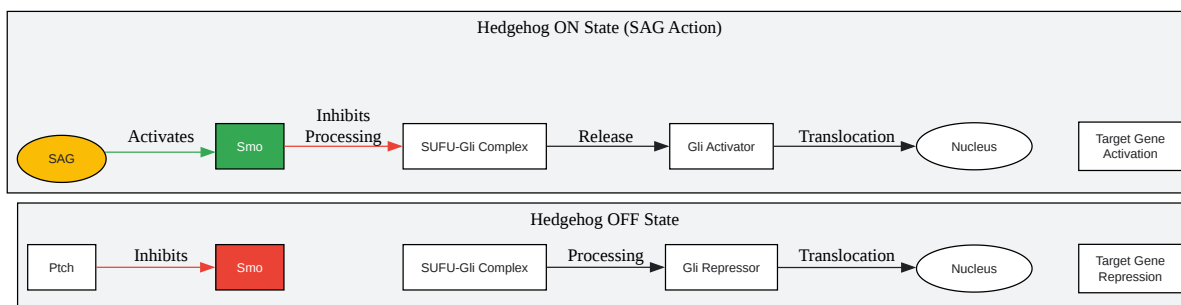 Hedgehog ON State (SAG Action)
Inhibits
Activates
Processing
Release
Translocation
SAG
Smo
SUFU-Gli Complex
Gli Activator
Nucleus
Target Gene
Activation
Hedgehog OFF State
Inhibits
Processing
Translocation
Ptch
Smo
SUFU-Gli Complex
Gli Repressor
Nucleus
Target Gene
Repression